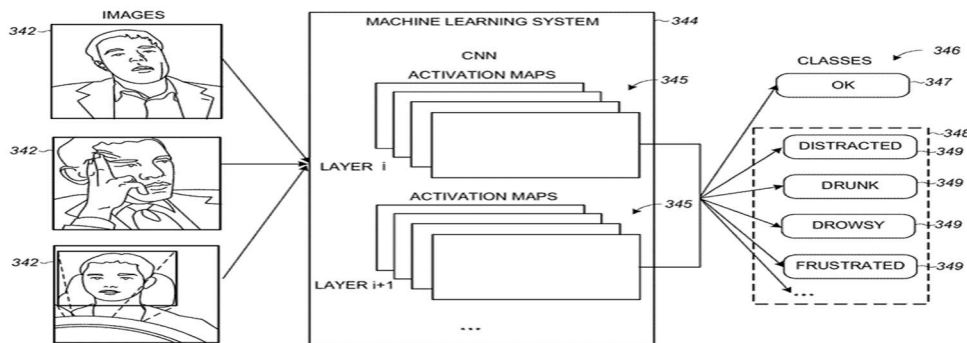 IMAGES
342
342
342
MACHINE LEARNING SYSTEM
344
CNN
ACTIVATION MAPS
345
LAYER i
ACTIVATION MAPS
345
LAYER i+1
...
CLASSES
346
OK
347
348
DISTRACTED
349
DRUNK
349
DROWSY
349
FRUSTRATED
349
...